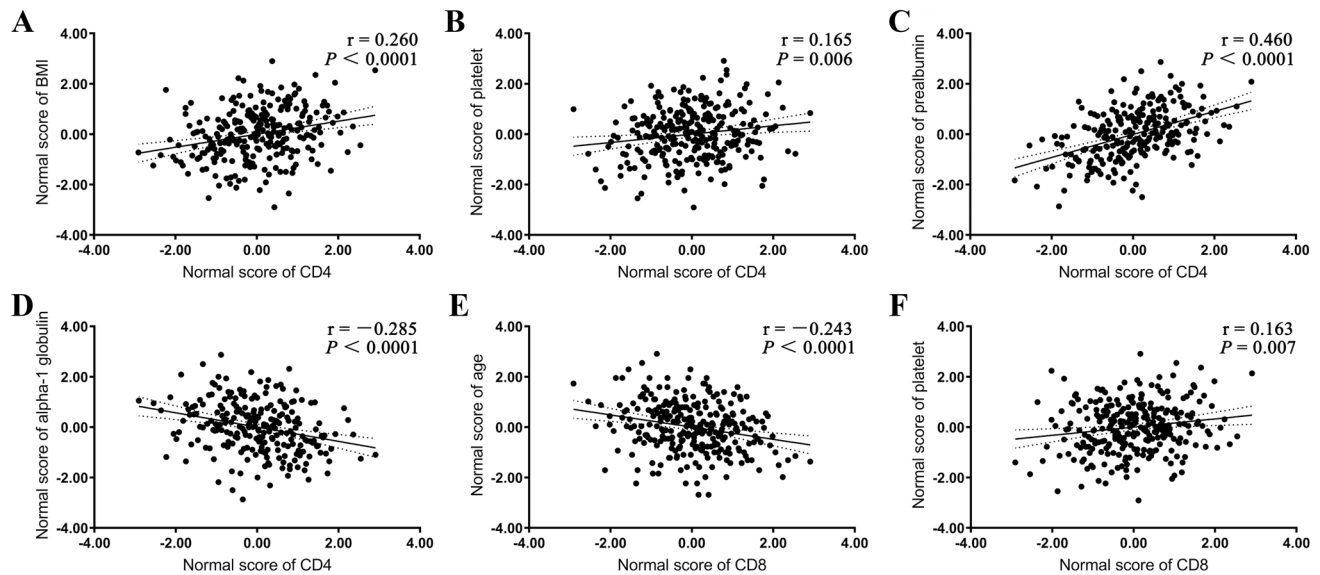 A
Normal score of BMI
4.00
2.00
0.00
-2.00
-4.00
r = 0.260
P < 0.0001
-4.00 -2.00 0.00 2.00 4.00
Normal score of CD4
B
Normal score of platelet
4.00
2.00
0.00
-2.00
-4.00
r = 0.165
P = 0.006
-4.00 -2.00 0.00 2.00 4.00
Normal score of CD4
C
Normal score of prealbumin
4.00
2.00
0.00
-2.00
-4.00
r = 0.460
P < 0.0001
-4.00 -2.00 0.00 2.00 4.00
Normal score of CD4
D
Normal score of alpha-1 globulin
4.00
2.00
0.00
-2.00
-4.00
r = −0.285
P < 0.0001
-4.00 -2.00 0.00 2.00 4.00
Normal score of CD4
E
Normal score of age
4.00
2.00
0.00
-2.00
-4.00
r = −0.243
P < 0.0001
-4.00 -2.00 0.00 2.00 4.00
Normal score of CD8
F
Normal score of platelet
4.00
2.00
0.00
-2.00
-4.00
r = 0.163
P = 0.007
-4.00 -2.00 0.00 2.00 4.00
Normal score of CD8